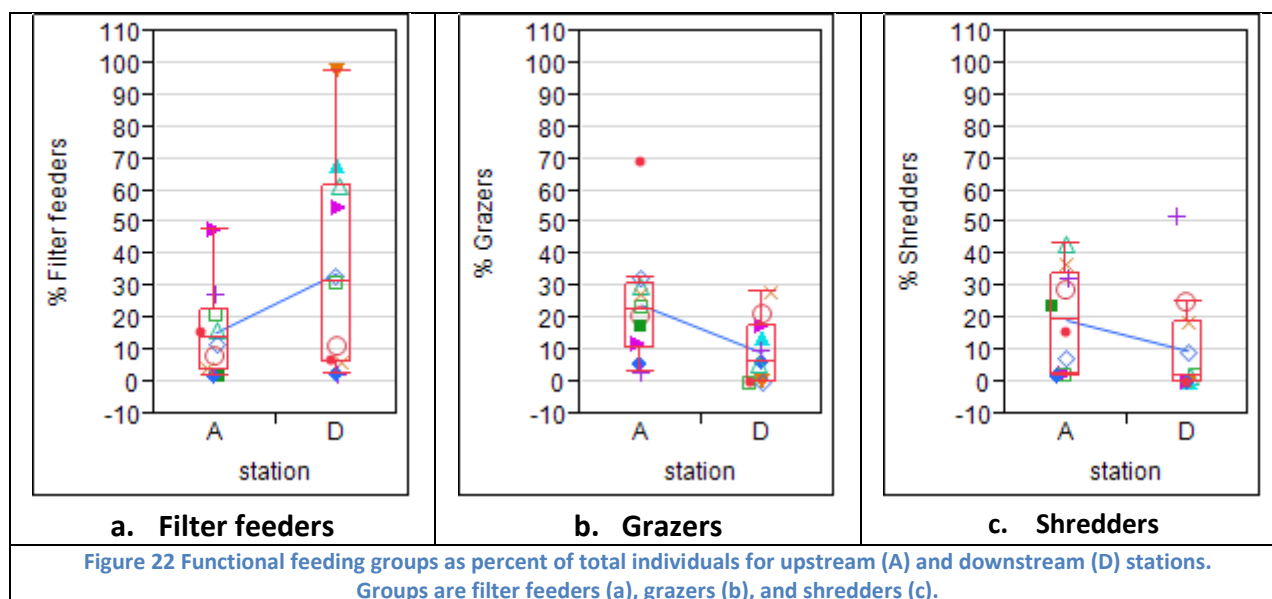 110
100
90
80
70
60
50
40
30
20
10
0
-10
% Filter feeders
A D
station
a. Filter feeders
110
100
90
80
70
60
50
40
30
20
10
0
-10
% Grazers
A D
station
b. Grazers
110
100
90
80
70
60
50
40
30
20
10
0
-10
% Shredders
A D
station
c. Shredders
Figure 22 Functional feeding groups as percent of total individuals for upstream (A) and downstream (D) stations.
Groups are filter feeders (a), grazers (b), and shredders (c).